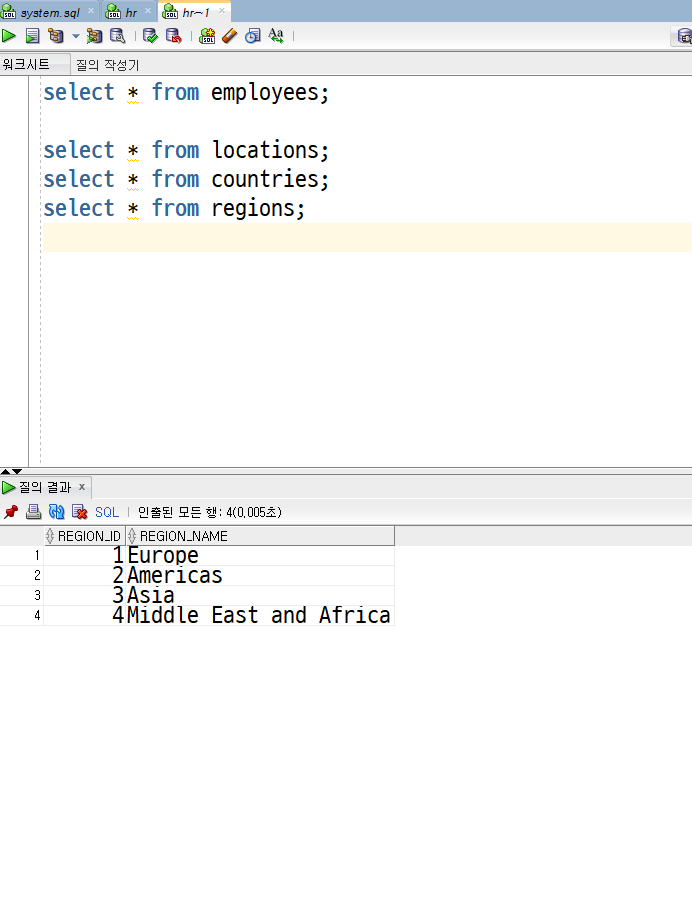 system.sql hr hr~1
워크시트 질의 작성기
select * from employees;
select * from locations;
select * from countries;
select * from regions;
질의 결과 x
SQL | 인출된 모든 행: 4(0,005초)
REGION_ID REGION_NAME
1 1 Europe
2 2 Americas
3 3 Asia
4 4 Middle East and Africa